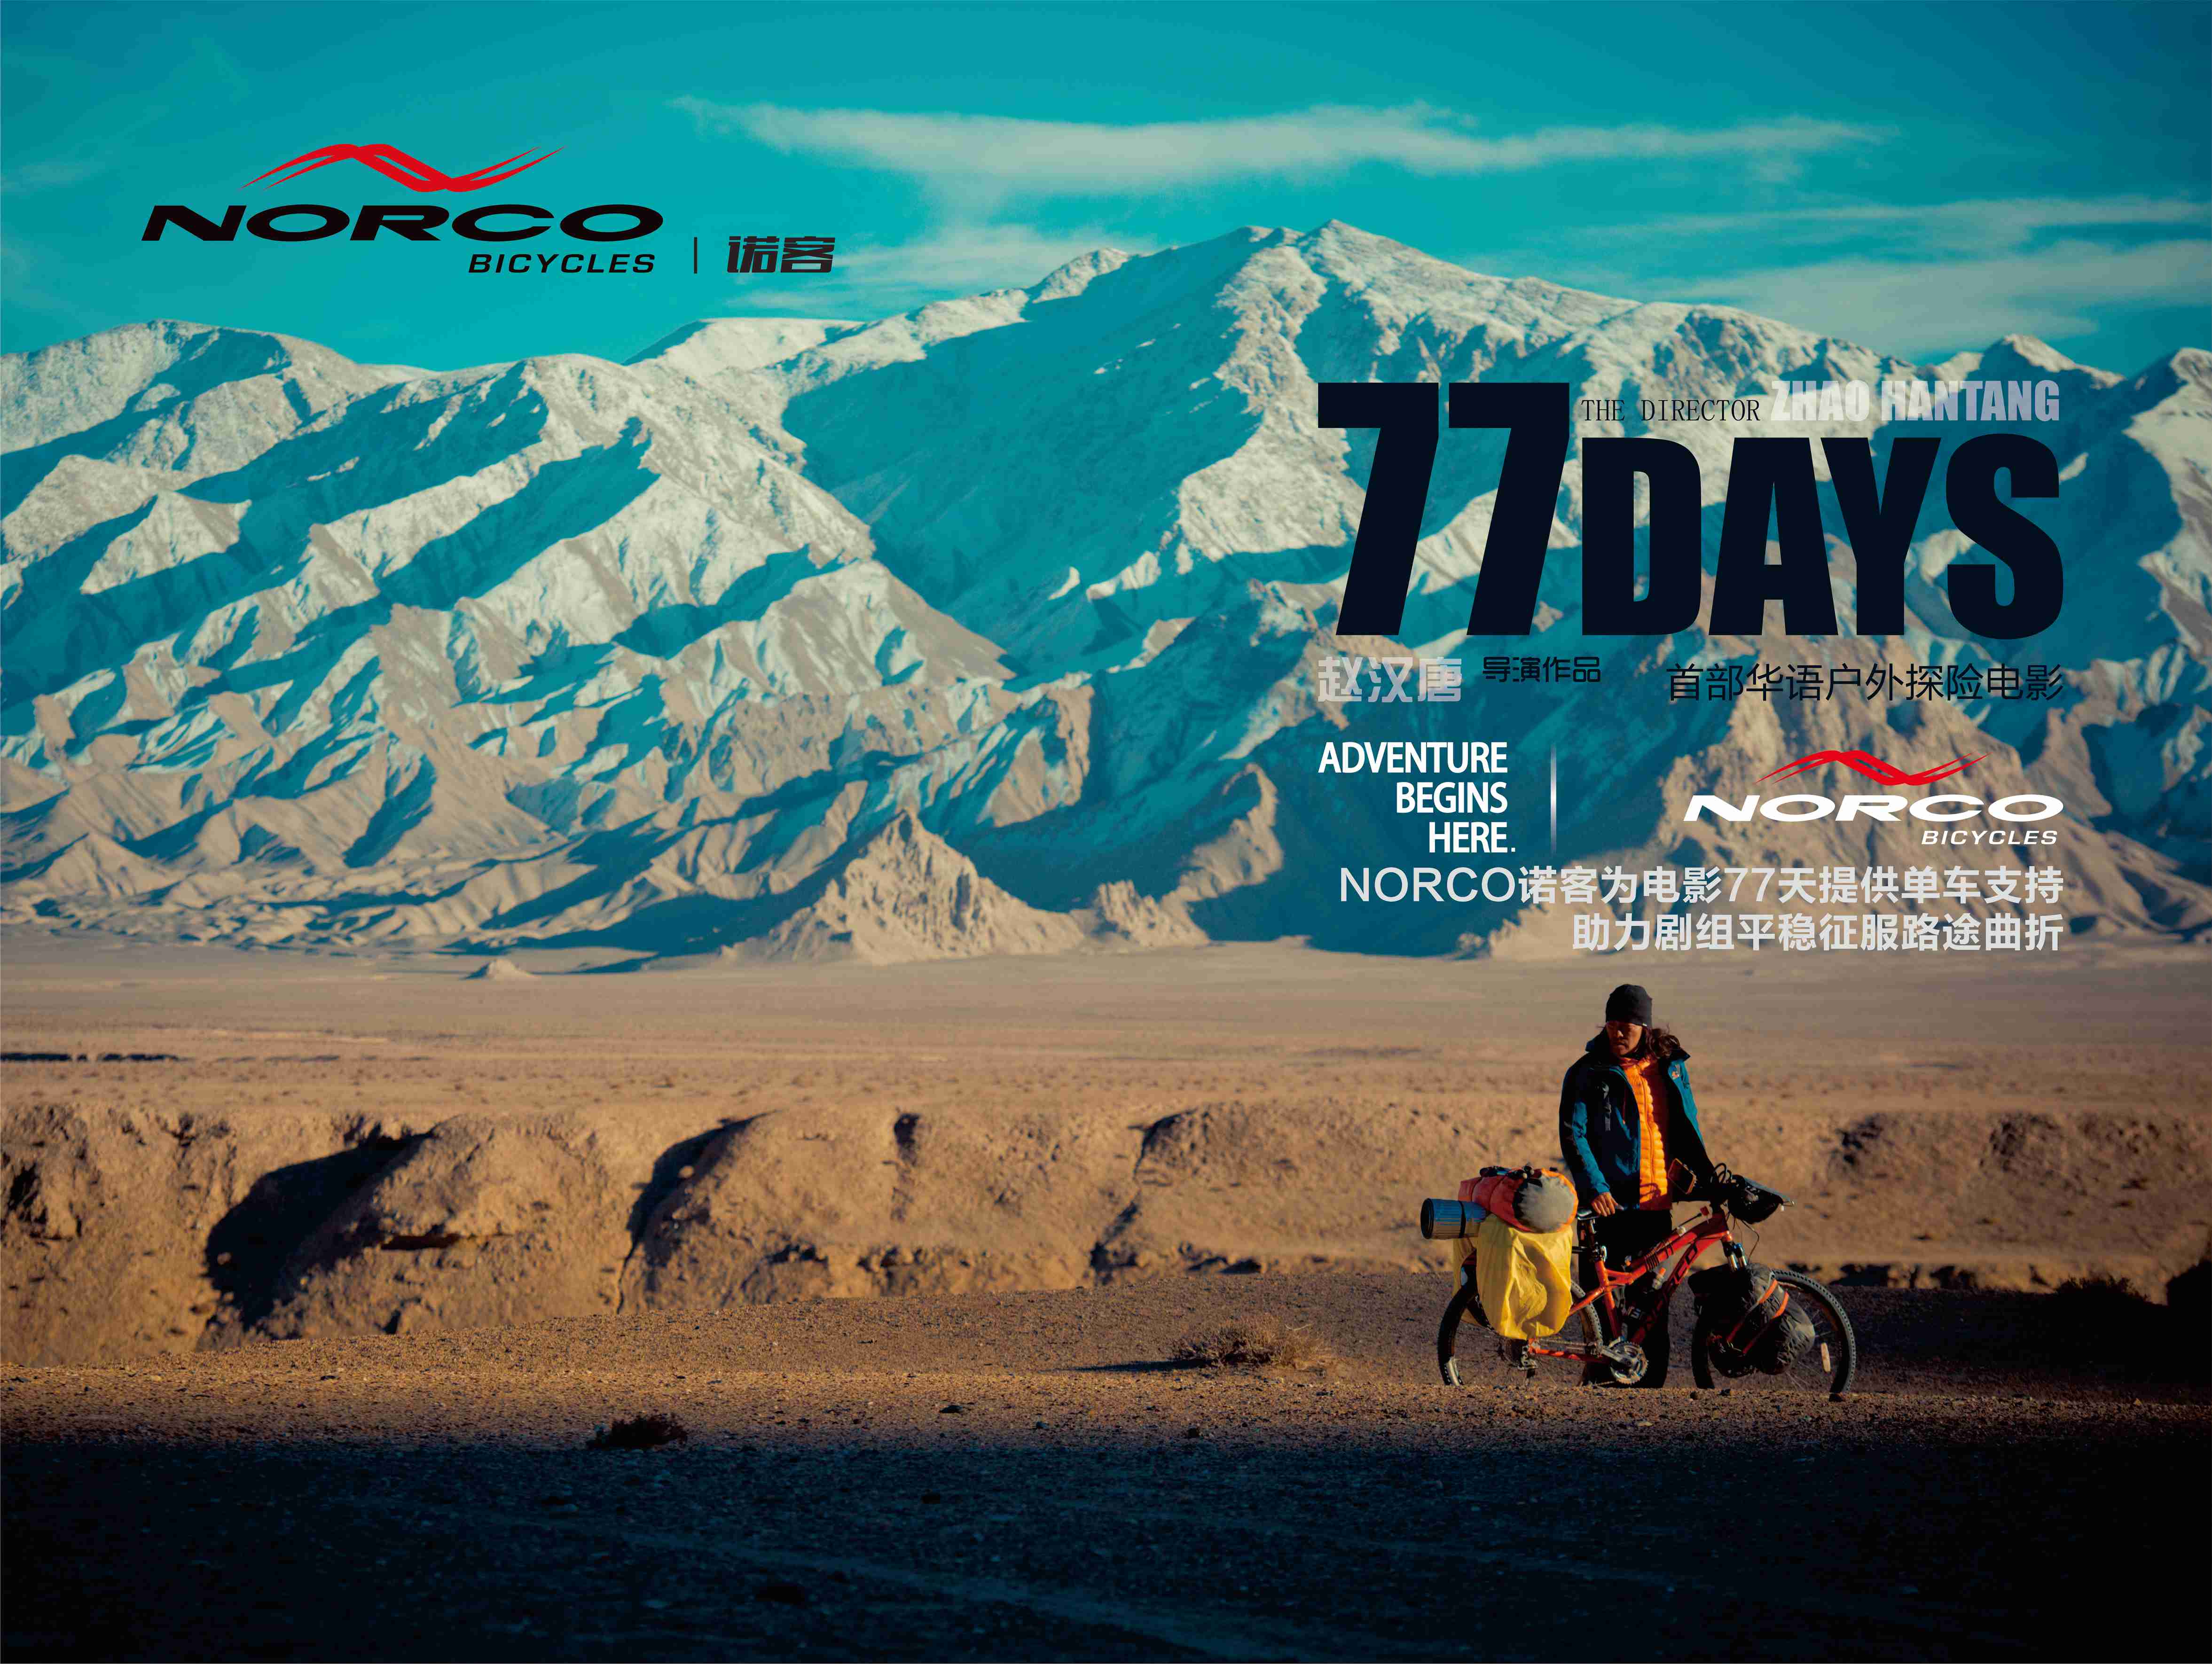 NORCO
BICYCLES | 诺客
THE DIRECTOR ZHAO HANTANG
77DAYS
赵汉唐 导演作品 首部华语户外探险电影
ADVENTURE
BEGINS
HERE.
NORCO
BICYCLES
NORCO诺客为电影77天提供单车支持
助力剧组平稳征服路途曲折